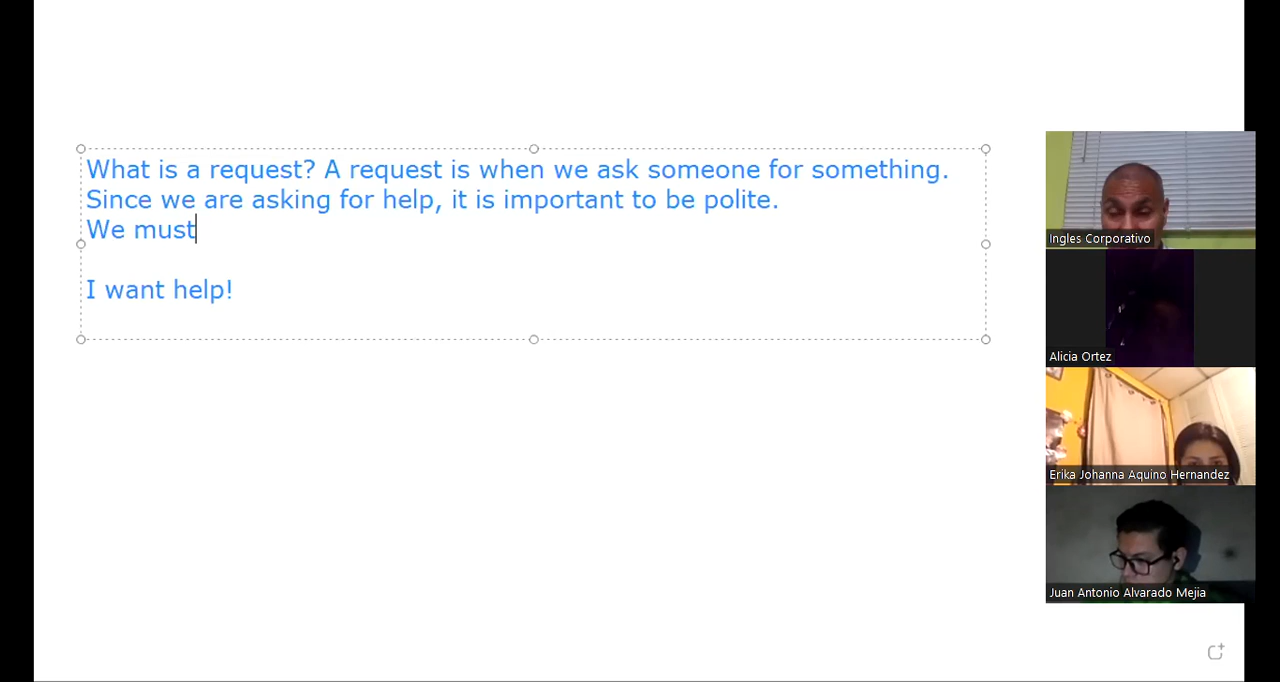 What is a request? A request is when we ask someone for something.
Since we are asking for help, it is important to be polite.
We must
I want help!
Ingles Corporativo
Alicia Ortez
Erika Johanna Aquino Hernandez
Juan Antonio Alvarado Mejia